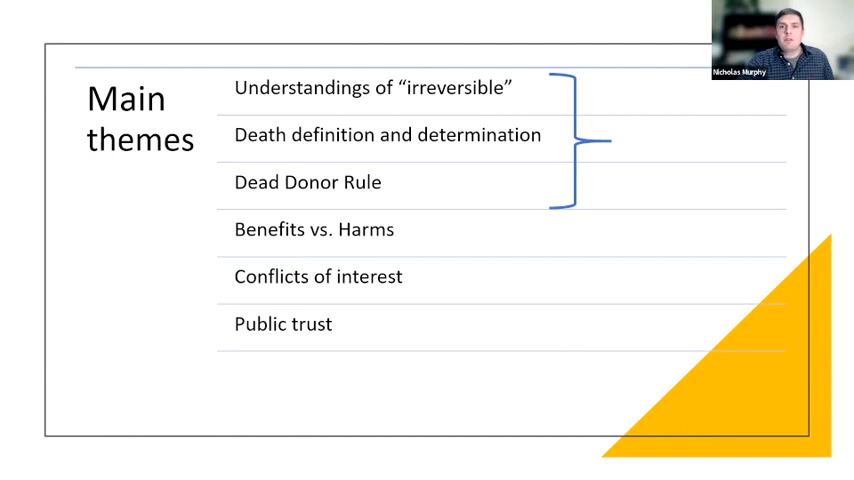 Nicholas Murphy
Main
themes
Understandings of “irreversible”
Death definition and determination
Dead Donor Rule
Benefits vs. Harms
Conflicts of interest
Public trust